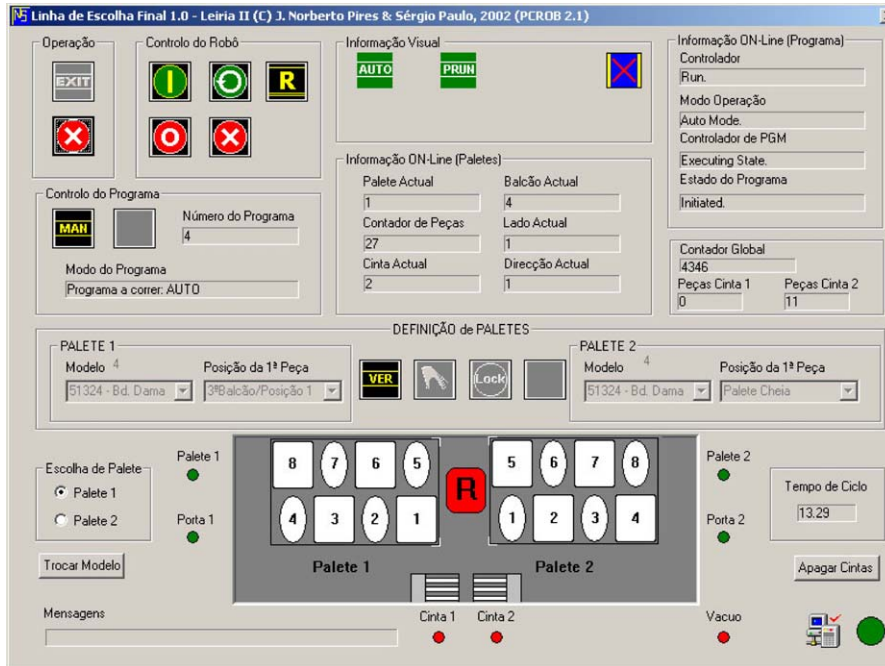 Linha de Escolha Final 1.0 - Leiria II (C) J. Norberto Pires & Sérgio Paulo, 2002 (PCROB 2.1)
Operação
EXIT
Controlo do Robô
R
Informação Visual
AUTO
PRUN
Informação ON-Line (Programa)
Controlador
Run.
Modo Operação
Auto Mode.
Controlador de PGM
Executing State.
Estado do Programa
Initiated.
Controlo do Programa
MAN
Número do Programa
4
Modo do Programa
Programa a correr: AUTO
Informação ON-Line (Paletes)
Palete Actual
1
Balcão Actual
4
Contador de Peças
27
Lado Actual
1
Cinta Actual
2
Direcção Actual
1
Contador Global
4346
Peças Cinta 1
0
Peças Cinta 2
11
DEFINIÇÃO de PALETES
PALETE 1
Modelo 4
51324 - Bd. Dama
Posição da 1ª Peça
3ºBalcão/Posição 1
VER
Lock
PALETE 2
Modelo 4
51324 - Bd. Dama
Posição da 1ª Peça
Palete Cheia
Escolha de Palete
Palete 1
Palete 2
Trocar Modelo
Palete 1
Porta 1
8 7 6 5
4 3 2 1
Palete 1
R
5 6 7 8
1 2 3 4
Palete 2
Palete 2
Porta 2
Tempo de Ciclo
13.29
Apagar Cintas
Mensagens
Cinta 1
Cinta 2
Vacuo